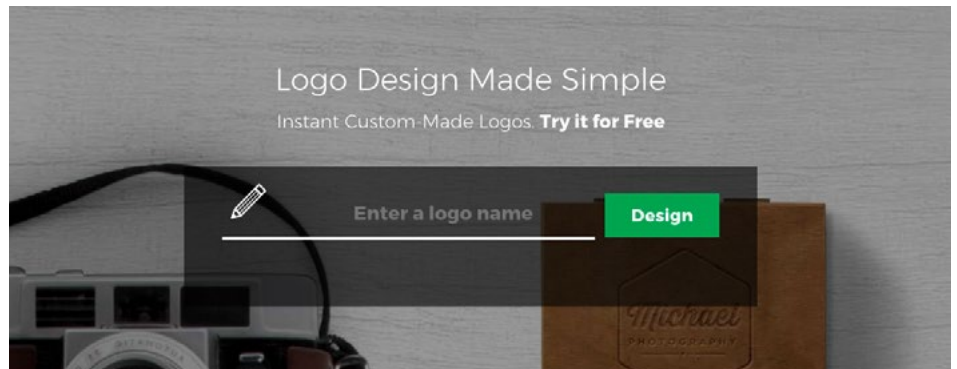 Logo Design Made Simple
Instant Custom-Made Logos. Try it for Free
Enter a logo name
Design
Michael
PHOTOGRAPHY